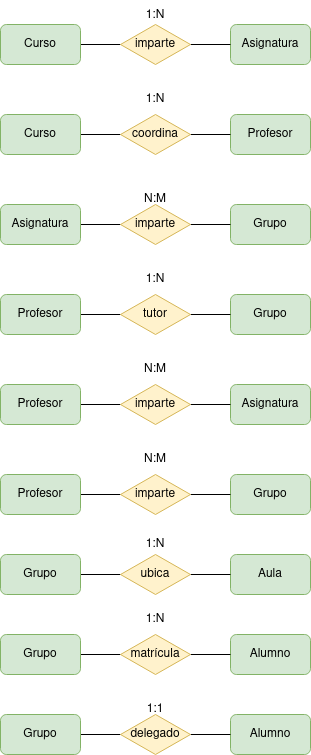 1:N
Curso imparte Asignatura
1:N
Curso coordina Profesor
N:M
Asignatura imparte Grupo
1:N
Profesor tutor Grupo
N:M
Profesor imparte Asignatura
N:M
Profesor imparte Grupo
1:N
Grupo ubica Aula
1:N
Grupo matrícula Alumno
1:1
Grupo delegado Alumno